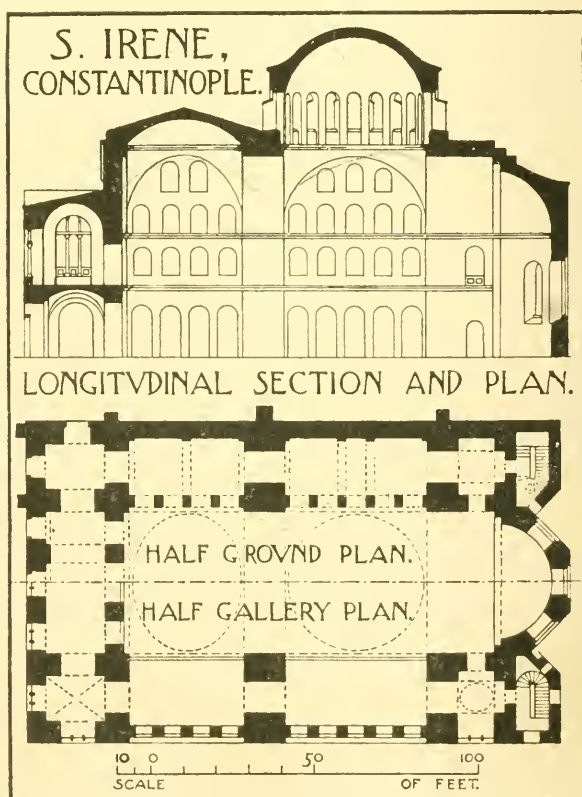 S. IRENE,
CONSTANTINOPLE.
LONGITVDINAL SECTION AND PLAN.
HALF GROVND PLAN.
HALF GALLERY PLAN.
10 0 50 100
SCALE OF FEET.